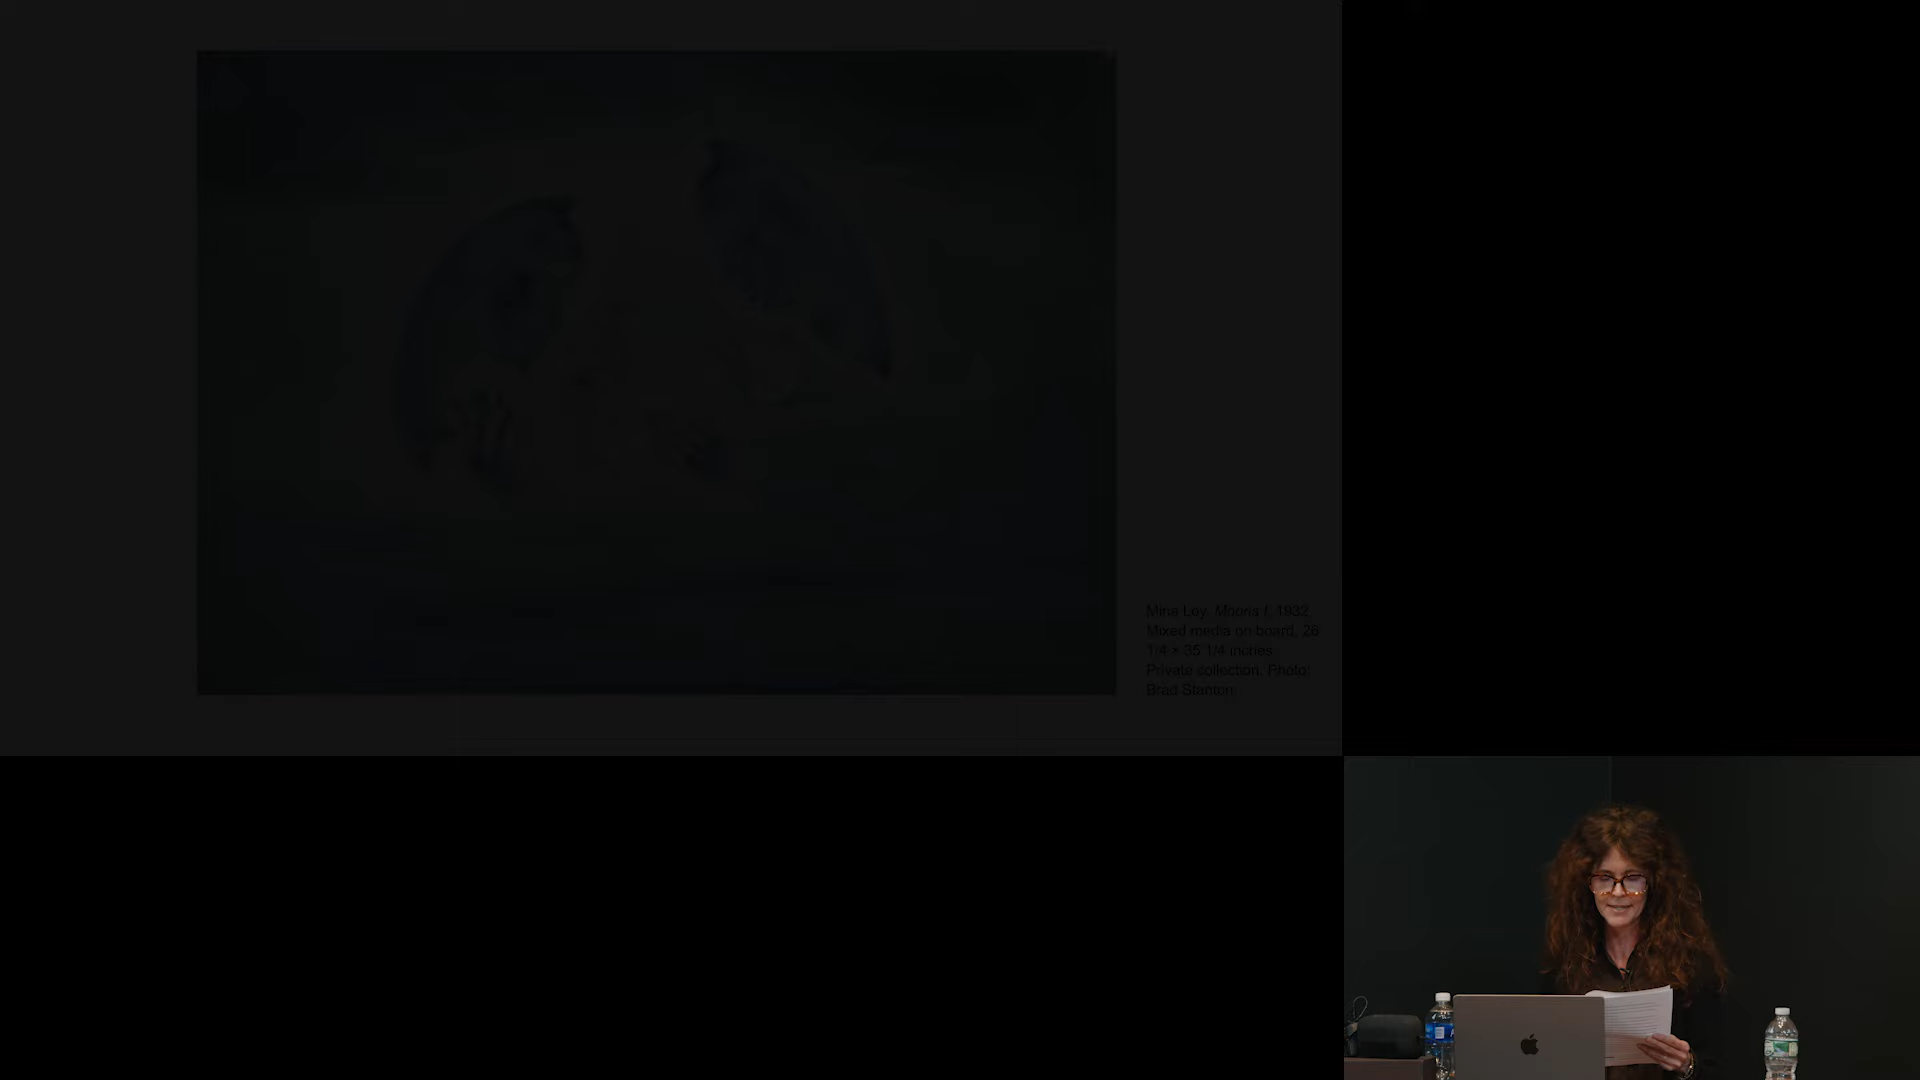 Mina Loy, Moons I, 1932.
Mixed media on board, 26
1/4 × 35 1/4 inches.
Private collection. Photo:
Brad Stanton.